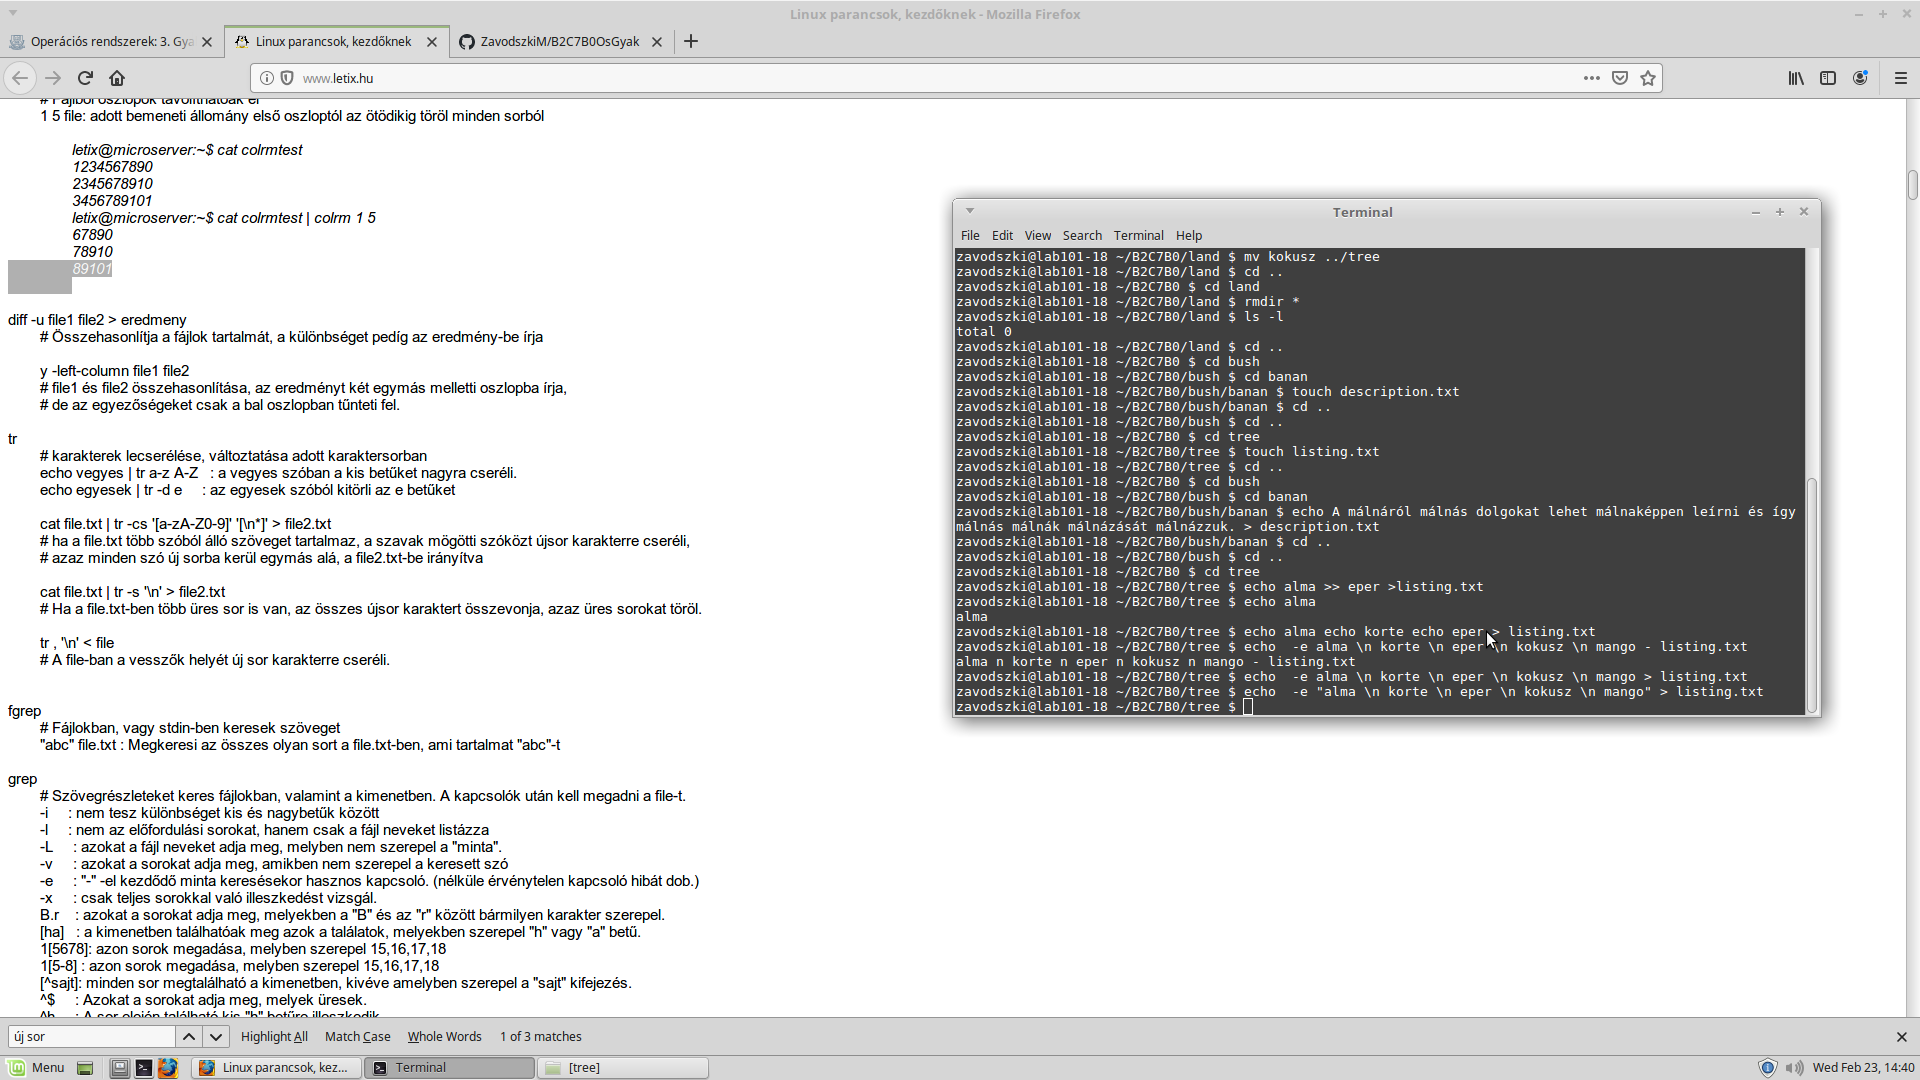 Linux parancsok, kezdőknek - Mozilla Firefox
Operációs rendszerek: 3. Gya
Linux parancsok, kezdőknek
ZavodszkiM/B2C7B0OsGyak
www.letix.hu
# Fájlból oszlopok távolíthatóak el
1 5 file: adott bemeneti állomány első oszloptól az ötödikig töröl minden sorból
letix@microserver:~$ cat colrmtest
1234567890
2345678910
3456789101
letix@microserver:~$ cat colrmtest | colrm 1 5
67890
78910
89101
diff -u file1 file2 > eredmeny
# Összehasonlítja a fájlok tartalmát, a különbséget pedíg az eredmény-be írja
y -left-column file1 file2
# file1 és file2 összehasonlítása, az eredményt két egymás melletti oszlopba írja,
# de az egyezőségeket csak a bal oszlopban tűnteti fel.
tr
# karakterek lecserélése, változtatása adott karaktersorban
echo vegyes | tr a-z A-Z : a vegyes szóban a kis betűket nagyra cseréli.
echo egyesek | tr -d e : az egyesek szóból kitörli az e betűket
cat file.txt | tr -cs '[a-zA-Z0-9]' '[\n*]' > file2.txt
# ha a file.txt több szóból álló szöveget tartalmaz, a szavak mögötti szóközt újsor karakterre cseréli,
# azaz minden szó új sorba kerül egymás alá, a file2.txt-be irányítva
cat file.txt | tr -s '\n' > file2.txt
# Ha a file.txt-ben több üres sor is van, az összes újsor karaktert összevonja, azaz üres sorokat töröl.
tr , '\n' < file
# A file-ban a vesszők helyét új sor karakterre cseréli.
fgrep
# Fájlokban, vagy stdin-ben keresek szöveget
"abc" file.txt : Megkeresi az összes olyan sort a file.txt-ben, ami tartalmat "abc"-t
grep
# Szövegrészleteket keres fájlokban, valamint a kimenetben. A kapcsolók után kell megadni a file-t.
-i : nem tesz különbséget kis és nagybetűk között
-l : nem az előfordulási sorokat, hanem csak a fájl neveket listázza
-L : azokat a fájl neveket adja meg, melyben nem szerepel a "minta".
-v : azokat a sorokat adja meg, amikben nem szerepel a keresett szó
-e : "-" -el kezdődő minta keresésekor hasznos kapcsoló. (nélküle érvénytelen kapcsoló hibát dob.)
-x : csak teljes sorokkal való illeszkedést vizsgál.
B.r : azokat a sorokat adja meg, melyekben a "B" és az "r" között bármilyen karakter szerepel.
[ha] : a kimenetben találhatóak meg azok a találatok, melyekben szerepel "h" vagy "a" betű.
1[5678]: azon sorok megadása, melyben szerepel 15,16,17,18
1[5-8] : azon sorok megadása, melyben szerepel 15,16,17,18
[^sajt]: minden sor megtalálható a kimenetben, kivéve amelyben szerepel a "sajt" kifejezés.
^$ : Azokat a sorokat adja meg, melyek üresek.
^h : A sor elején található kis "h" betűre illeszkedik
Terminal
File Edit View Search Terminal Help
zavodszki@lab101-18 ~/B2C7B0/land $ mv kokusz ../tree
zavodszki@lab101-18 ~/B2C7B0/land $ cd ..
zavodszki@lab101-18 ~/B2C7B0 $ cd land
zavodszki@lab101-18 ~/B2C7B0/land $ rmdir *
zavodszki@lab101-18 ~/B2C7B0/land $ ls -l
total 0
zavodszki@lab101-18 ~/B2C7B0/land $ cd ..
zavodszki@lab101-18 ~/B2C7B0 $ cd bush
zavodszki@lab101-18 ~/B2C7B0/bush $ cd banan
zavodszki@lab101-18 ~/B2C7B0/bush/banan $ touch description.txt
zavodszki@lab101-18 ~/B2C7B0/bush/banan $ cd ..
zavodszki@lab101-18 ~/B2C7B0/bush $ cd ..
zavodszki@lab101-18 ~/B2C7B0 $ cd tree
zavodszki@lab101-18 ~/B2C7B0/tree $ touch listing.txt
zavodszki@lab101-18 ~/B2C7B0/tree $ cd ..
zavodszki@lab101-18 ~/B2C7B0 $ cd bush
zavodszki@lab101-18 ~/B2C7B0/bush $ cd banan
zavodszki@lab101-18 ~/B2C7B0/bush/banan $ echo A málnáról málnás dolgokat lehet málnaképpen leírni és így
málnás málnák málnázását málnázzuk. > description.txt
zavodszki@lab101-18 ~/B2C7B0/bush/banan $ cd ..
zavodszki@lab101-18 ~/B2C7B0/bush $ cd ..
zavodszki@lab101-18 ~/B2C7B0 $ cd tree
zavodszki@lab101-18 ~/B2C7B0/tree $ echo alma >> eper >listing.txt
zavodszki@lab101-18 ~/B2C7B0/tree $ echo alma
alma
zavodszki@lab101-18 ~/B2C7B0/tree $ echo alma echo korte echo eper > listing.txt
zavodszki@lab101-18 ~/B2C7B0/tree $ echo  -e alma \n korte \n eper \n kokusz \n mango - listing.txt
alma n korte n eper n kokusz n mango - listing.txt
zavodszki@lab101-18 ~/B2C7B0/tree $ echo  -e alma \n korte \n eper \n kokusz \n mango > listing.txt
zavodszki@lab101-18 ~/B2C7B0/tree $ echo  -e "alma \n korte \n eper \n kokusz \n mango" > listing.txt
zavodszki@lab101-18 ~/B2C7B0/tree $
új sor Highlight All Match Case Whole Words 1 of 3 matches
Menu Linux parancsok, kez... Terminal [tree] Wed Feb 23, 14:40